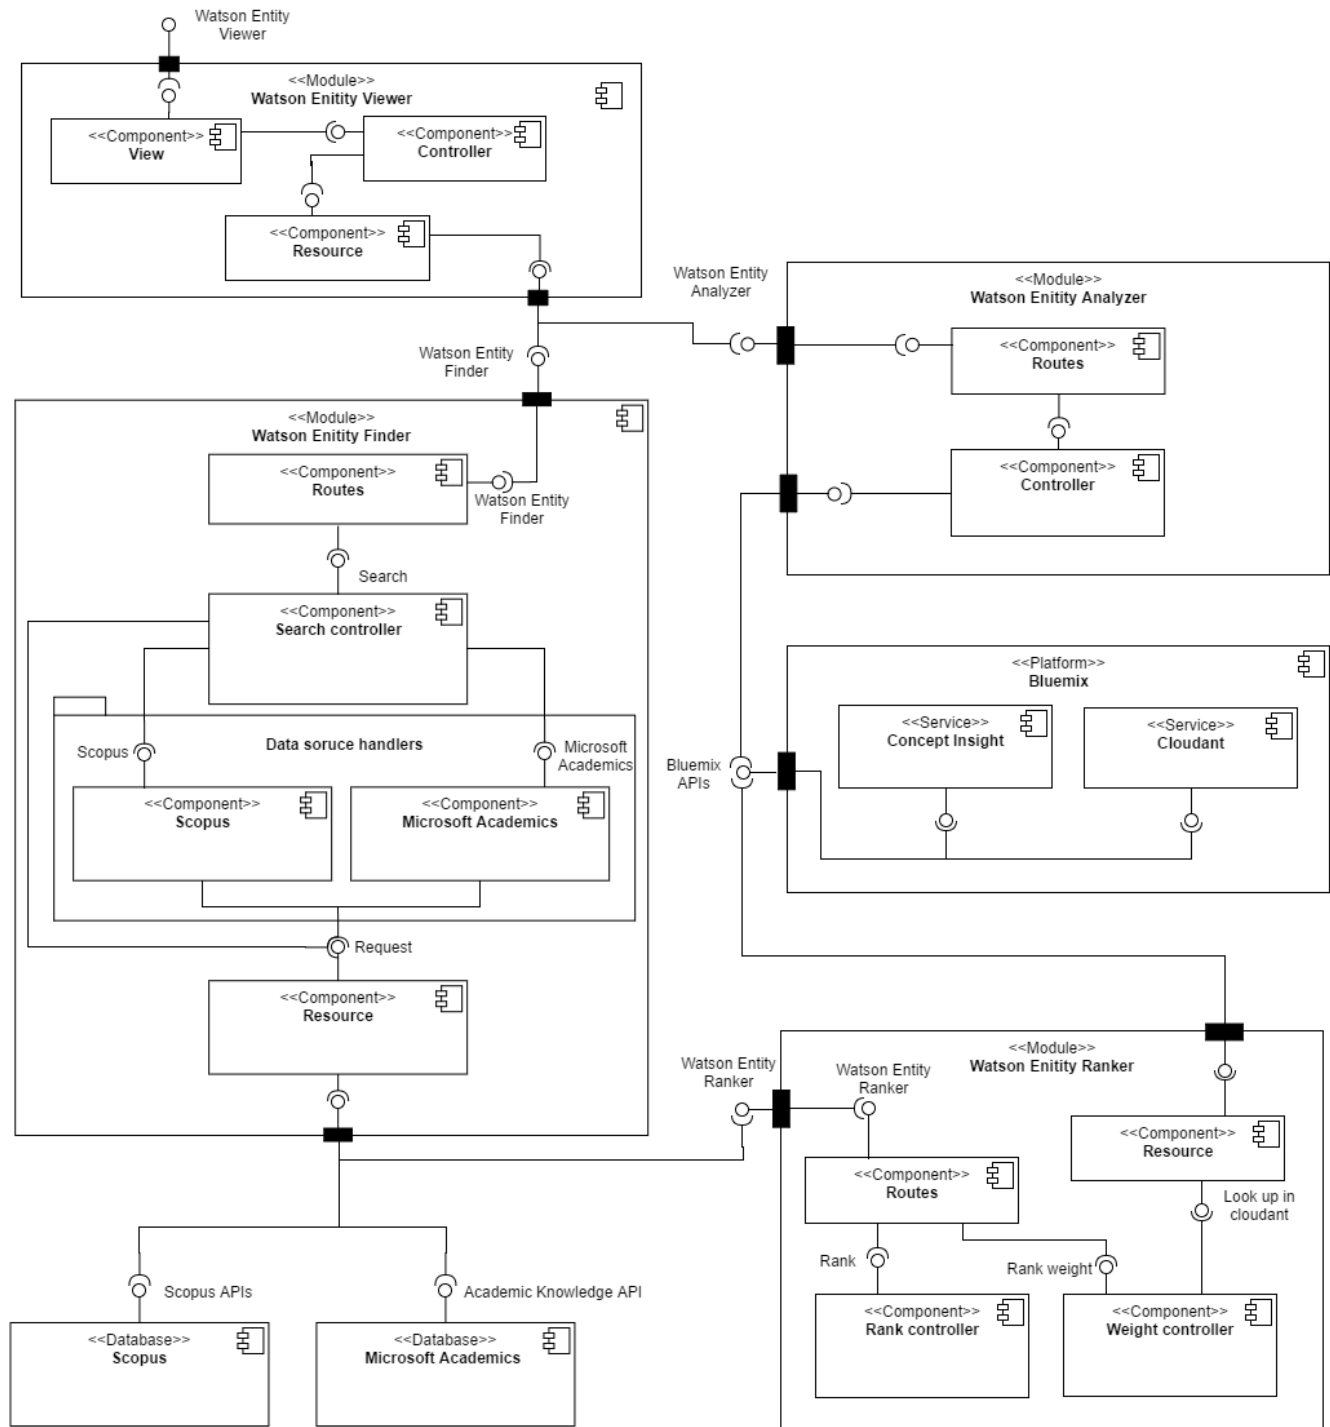 Watson Entity
Viewer
<<Module>>
Watson Enitity Viewer
<<Component>>
View
<<Component>>
Controller
<<Component>>
Resource
Watson Entity
Analyzer
<<Module>>
Watson Enitity Analyzer
<<Component>>
Routes
<<Component>>
Controller
Watson Entity
Finder
<<Module>>
Watson Enitity Finder
<<Component>>
Routes
Watson Entity
Finder
Search
<<Component>>
Search controller
Data soruce handlers
Scopus
Microsoft
Academics
<<Component>>
Scopus
<<Component>>
Microsoft Academics
Request
<<Component>>
Resource
<<Platform>>
Bluemix
<<Service>>
Concept Insight
<<Service>>
Cloudant
Bluemix
APIs
Watson Entity
Ranker
<<Module>>
Watson Enitity Ranker
Watson Entity
Ranker
<<Component>>
Resource
<<Component>>
Routes
Look up in
cloudant
Rank
Rank weight
<<Component>>
Rank controller
<<Component>>
Weight controller
Scopus APIs
Academic Knowledge API
<<Database>>
Scopus
<<Database>>
Microsoft Academics